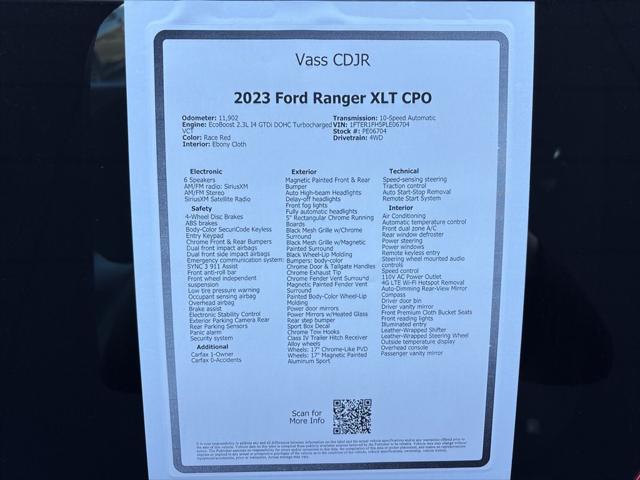 Vass CDJR
2023 Ford Ranger XLT CPO
Odometer: 11,902
Engine: EcoBoost 2.3L I4 GTDi DOHC Turbocharged
VCT
Color: Race Red
Interior: Ebony Cloth
Transmission: 10-Speed Automatic
VIN: 1FTER1FH5PLE06704
Stock #: PE06704
Drivetrain: 4WD
Electronic
6 Speakers
AM/FM radio: SiriusXM
AM/FM Stereo
SiriusXM Satellite Radio
Safety
4-Wheel Disc Brakes
ABS brakes
Body-Color SecuriCode Keyless
Entry Keypad
Chrome Front & Rear Bumpers
Dual front impact airbags
Dual front side impact airbags
Emergency communication system:
SYNC 3 911 Assist
Front anti-roll bar
Front wheel independent
suspension
Low tire pressure warning
Occupant sensing airbag
Overhead airbag
Brake assist
Electronic Stability Control
Exterior Parking Camera Rear
Rear Parking Sensors
Panic alarm
Security system
Additional
Carfax 1-Owner
Carfax 0-Accidents
Exterior
Magnetic Painted Front & Rear
Bumper
Auto High-beam Headlights
Delay-off headlights
Front fog lights
Fully automatic headlights
5" Rectangular Chrome Running
Boards
Black Mesh Grille w/Chrome
Surround
Black Mesh Grille w/Magnetic
Painted Surround
Black Wheel-Lip Molding
Bumpers: body-color
Chrome Door & Tailgate Handles
Chrome Exhaust Tip
Chrome Fender Vent Surround
Magnetic Painted Fender Vent
Surround
Painted Body-Color Wheel-Lip
Molding
Power door mirrors
Power Mirrors w/Heated Glass
Rear step bumper
Sport Box Decal
Chrome Tow Hooks
Class IV Trailer Hitch Receiver
Alloy wheels
Wheels: 17" Chrome-Like PVD
Wheels: 17" Magnetic Painted
Aluminum Sport
Technical
Speed-sensing steering
Traction control
Auto Start-Stop Removal
Remote Start System
Interior
Air Conditioning
Automatic temperature control
Front dual zone A/C
Rear window defroster
Power steering
Power windows
Remote keyless entry
Steering wheel mounted audio
controls
Speed control
110V AC Power Outlet
4G LTE Wi-Fi Hotspot Removal
Auto-Dimming Rear-View Mirror
Compass
Driver door bin
Driver vanity mirror
Front Premium Cloth Bucket Seats
Front reading lights
Illuminated entry
Leather-Wrapped Shifter
Leather-Wrapped Steering Wheel
Outside temperature display
Overhead console
Passenger vanity mirror
Scan for
More Info